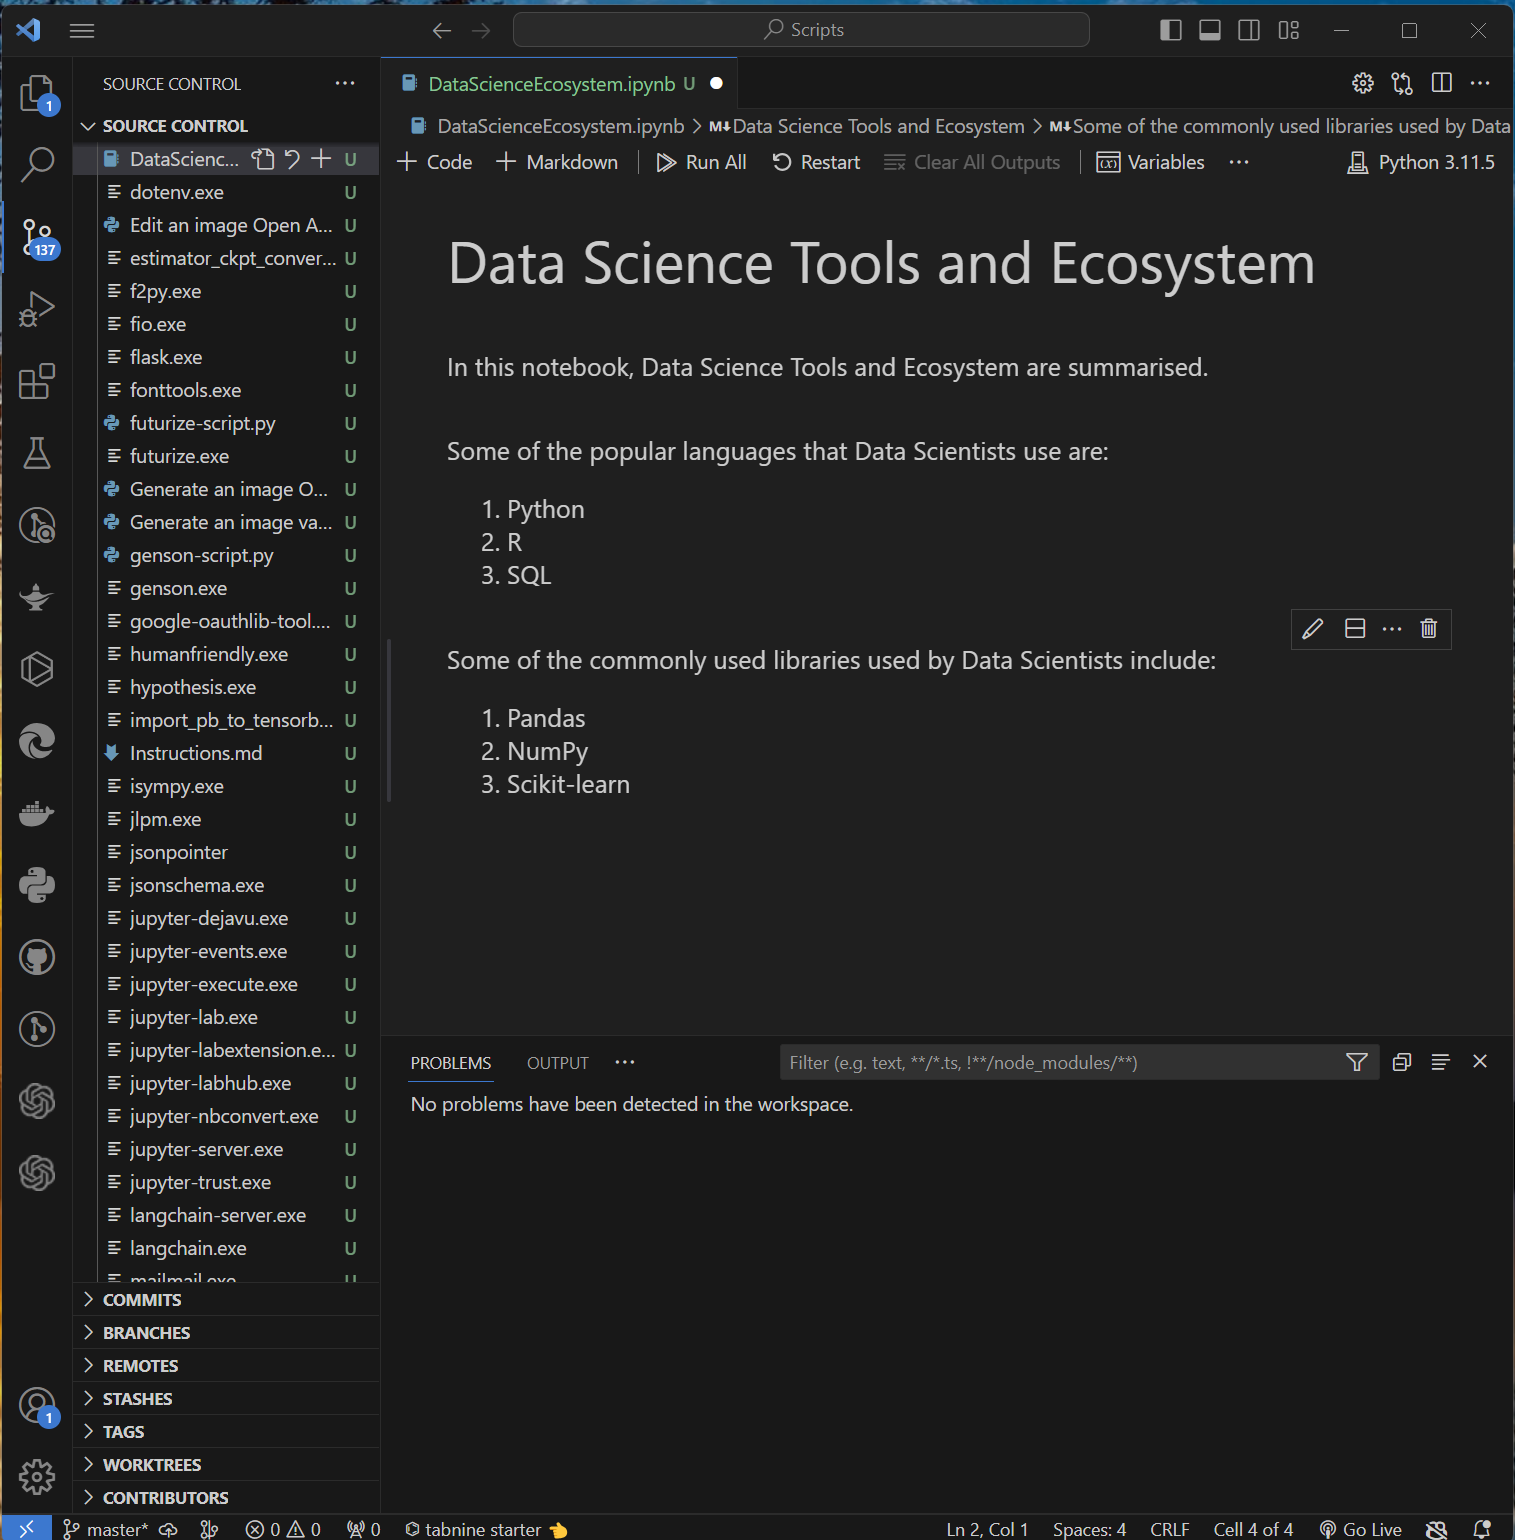 Scripts
SOURCE CONTROL
SOURCE CONTROL
DataScienc... U
dotenv.exe U
Edit an image Open A... U
estimator_ckpt_conver... U
f2py.exe U
fio.exe U
flask.exe U
fonttools.exe U
futurize-script.py U
futurize.exe U
Generate an image O... U
Generate an image va... U
genson-script.py U
genson.exe U
google-oauthlib-tool.... U
humanfriendly.exe U
hypothesis.exe U
import_pb_to_tensorb... U
Instructions.md U
isympy.exe U
jlpm.exe U
jsonpointer U
jsonschema.exe U
jupyter-dejavu.exe U
jupyter-events.exe U
jupyter-execute.exe U
jupyter-lab.exe U
jupyter-labextension.e... U
jupyter-labhub.exe U
jupyter-nbconvert.exe U
jupyter-server.exe U
jupyter-trust.exe U
langchain-server.exe U
langchain.exe U
mailmail.exe U
COMMITS
BRANCHES
REMOTES
STASHES
TAGS
WORKTREES
CONTRIBUTORS
1
137
1
DataScienceEcosystem.ipynb U
DataScienceEcosystem.ipynb > M↓Data Science Tools and Ecosystem > M↓Some of the commonly used libraries used by Data
+ Code + Markdown Run All Restart Clear All Outputs (x) Variables ... Python 3.11.5
Data Science Tools and Ecosystem
In this notebook, Data Science Tools and Ecosystem are summarised.
Some of the popular languages that Data Scientists use are:
1. Python
2. R
3. SQL
Some of the commonly used libraries used by Data Scientists include:
1. Pandas
2. NumPy
3. Scikit-learn
PROBLEMS OUTPUT ... Filter (e.g. text, **/*.ts, !**/node_modules/**)
No problems have been detected in the workspace.
master* 0 0 0 tabnine starter Ln 2, Col 1 Spaces: 4 CRLF Cell 4 of 4 Go Live